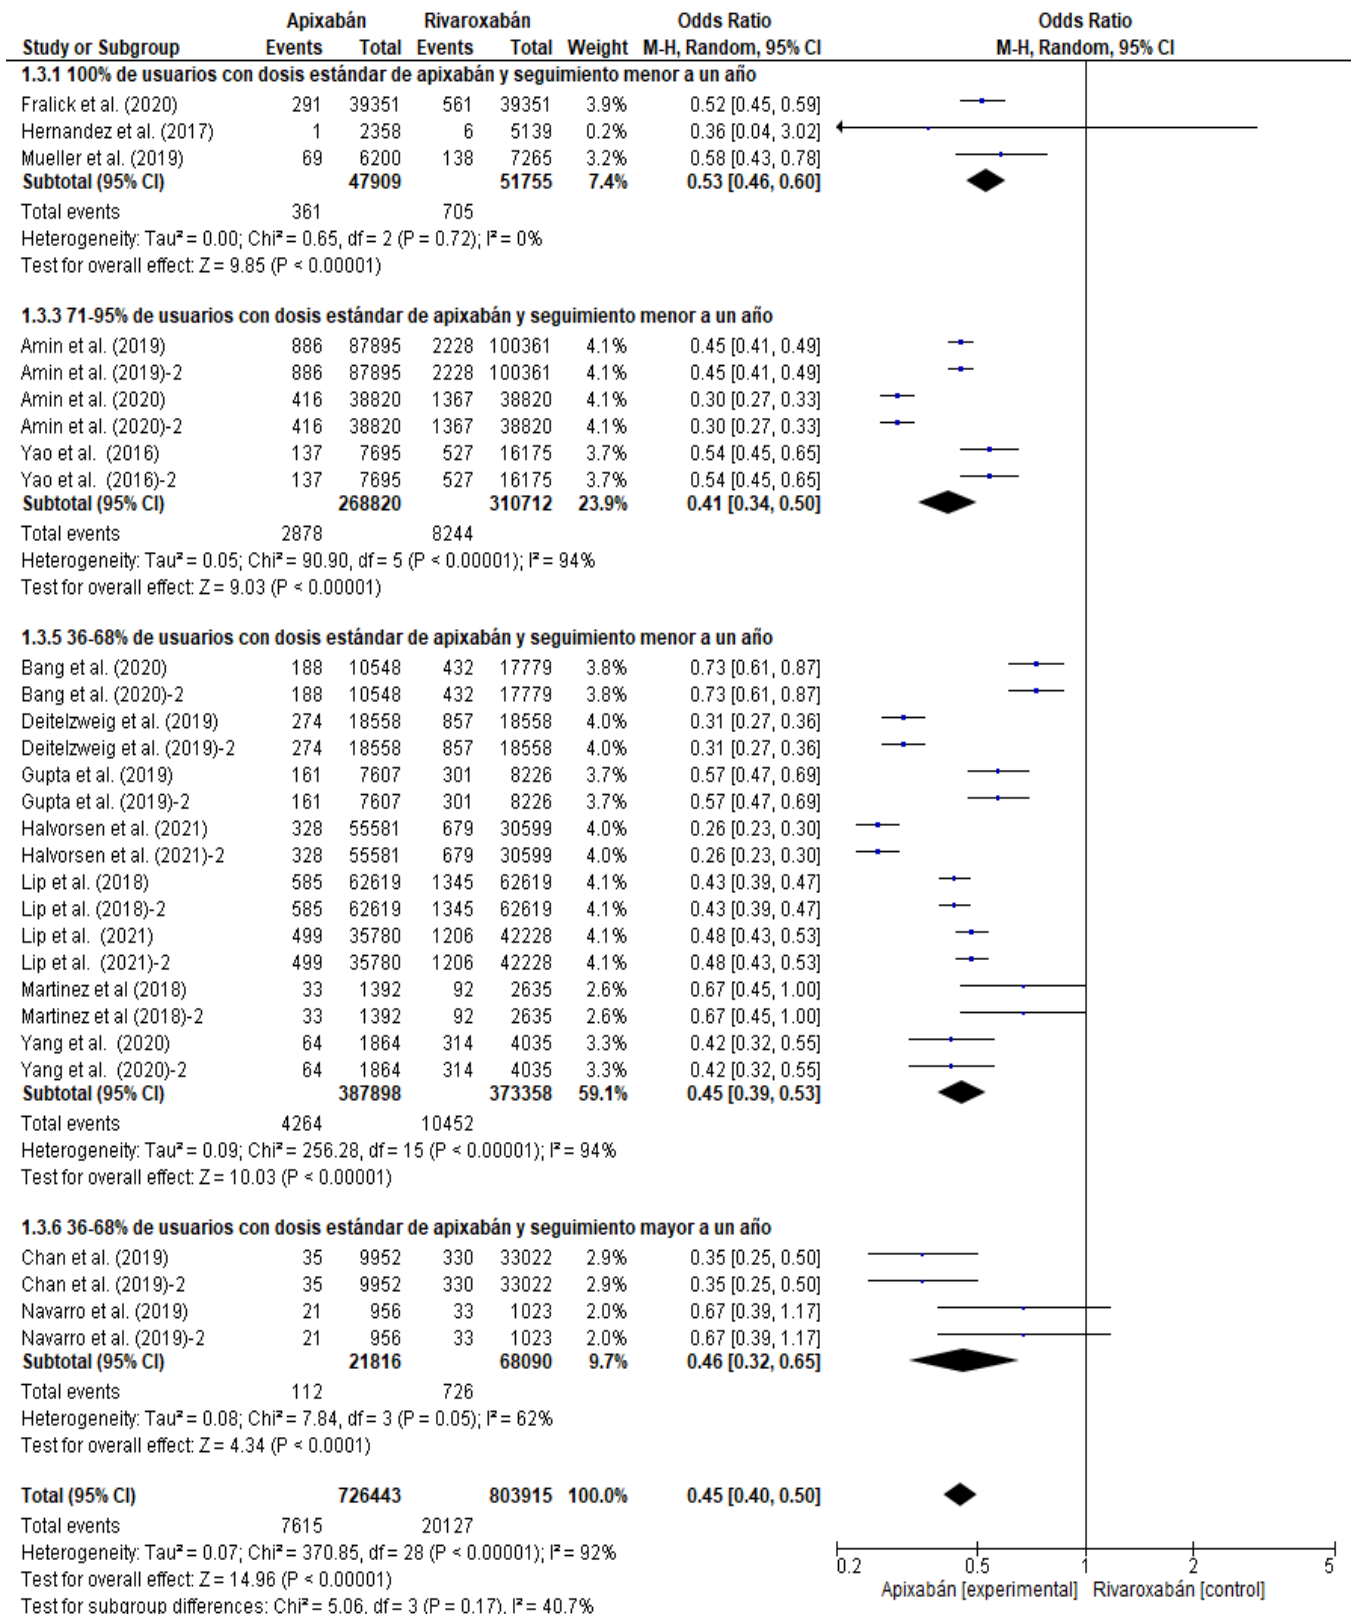 Apixabán Rivaroxabán Odds Ratio Odds Ratio
Study or Subgroup Events Total Events Total Weight M-H, Random, 95% CI M-H, Random, 95% CI
1.3.1 100% de usuarios con dosis estándar de apixabán y seguimiento menor a un año
Fralick et al. (2020) 291 39351 561 39351 3.9% 0.52 [0.45, 0.59]
Hernandez et al. (2017) 1 2358 6 5139 0.2% 0.36 [0.04, 3.02]
Mueller et al. (2019) 69 6200 138 7265 3.2% 0.58 [0.43, 0.78]
Subtotal (95% CI) 47909 51755 7.4% 0.53 [0.46, 0.60]
Total events 361 705
Heterogeneity: Tau² = 0.00; Chi² = 0.65, df = 2 (P = 0.72); I² = 0%
Test for overall effect: Z = 9.85 (P < 0.00001)
1.3.3 71-95% de usuarios con dosis estándar de apixabán y seguimiento menor a un año
Amin et al. (2019) 886 87895 2228 100361 4.1% 0.45 [0.41, 0.49]
Amin et al. (2019)-2 886 87895 2228 100361 4.1% 0.45 [0.41, 0.49]
Amin et al. (2020) 416 38820 1367 38820 4.1% 0.30 [0.27, 0.33]
Amin et al. (2020)-2 416 38820 1367 38820 4.1% 0.30 [0.27, 0.33]
Yao et al. (2016) 137 7695 527 16175 3.7% 0.54 [0.45, 0.65]
Yao et al. (2016)-2 137 7695 527 16175 3.7% 0.54 [0.45, 0.65]
Subtotal (95% CI) 268820 310712 23.9% 0.41 [0.34, 0.50]
Total events 2878 8244
Heterogeneity: Tau² = 0.05; Chi² = 90.90, df = 5 (P < 0.00001); I² = 94%
Test for overall effect: Z = 9.03 (P < 0.00001)
1.3.5 36-68% de usuarios con dosis estándar de apixabán y seguimiento menor a un año
Bang et al. (2020) 188 10548 432 17779 3.8% 0.73 [0.61, 0.87]
Bang et al. (2020)-2 188 10548 432 17779 3.8% 0.73 [0.61, 0.87]
Deitelzweig et al. (2019) 274 18558 857 18558 4.0% 0.31 [0.27, 0.36]
Deitelzweig et al. (2019)-2 274 18558 857 18558 4.0% 0.31 [0.27, 0.36]
Gupta et al. (2019) 161 7607 301 8226 3.7% 0.57 [0.47, 0.69]
Gupta et al. (2019)-2 161 7607 301 8226 3.7% 0.57 [0.47, 0.69]
Halvorsen et al. (2021) 328 55581 679 30599 4.0% 0.26 [0.23, 0.30]
Halvorsen et al. (2021)-2 328 55581 679 30599 4.0% 0.26 [0.23, 0.30]
Lip et al. (2018) 585 62619 1345 62619 4.1% 0.43 [0.39, 0.47]
Lip et al. (2018)-2 585 62619 1345 62619 4.1% 0.43 [0.39, 0.47]
Lip et al. (2021) 499 35780 1206 42228 4.1% 0.48 [0.43, 0.53]
Lip et al. (2021)-2 499 35780 1206 42228 4.1% 0.48 [0.43, 0.53]
Martinez et al (2018) 33 1392 92 2635 2.6% 0.67 [0.45, 1.00]
Martinez et al (2018)-2 33 1392 92 2635 2.6% 0.67 [0.45, 1.00]
Yang et al. (2020) 64 1864 314 4035 3.3% 0.42 [0.32, 0.55]
Yang et al. (2020)-2 64 1864 314 4035 3.3% 0.42 [0.32, 0.55]
Subtotal (95% CI) 387898 373358 59.1% 0.45 [0.39, 0.53]
Total events 4264 10452
Heterogeneity: Tau² = 0.09; Chi² = 256.28, df = 15 (P < 0.00001); I² = 94%
Test for overall effect: Z = 10.03 (P < 0.00001)
1.3.6 36-68% de usuarios con dosis estándar de apixabán y seguimiento mayor a un año
Chan et al. (2019) 35 9952 330 33022 2.9% 0.35 [0.25, 0.50]
Chan et al. (2019)-2 35 9952 330 33022 2.9% 0.35 [0.25, 0.50]
Navarro et al. (2019) 21 956 33 1023 2.0% 0.67 [0.39, 1.17]
Navarro et al. (2019)-2 21 956 33 1023 2.0% 0.67 [0.39, 1.17]
Subtotal (95% CI) 21816 68090 9.7% 0.46 [0.32, 0.65]
Total events 112 726
Heterogeneity: Tau² = 0.08; Chi² = 7.84, df = 3 (P = 0.05); I² = 62%
Test for overall effect: Z = 4.34 (P < 0.0001)
Total (95% CI) 726443 803915 100.0% 0.45 [0.40, 0.50]
Total events 7615 20127
Heterogeneity: Tau² = 0.07; Chi² = 370.85, df = 28 (P < 0.00001); I² = 92%
Test for overall effect: Z = 14.96 (P < 0.00001)
Test for subgroup differences: Chi² = 5.06, df = 3 (P = 0.17), I² = 40.7%
0.2 0.5 1 2 5
Apixabán [experimental] Rivaroxabán [control]